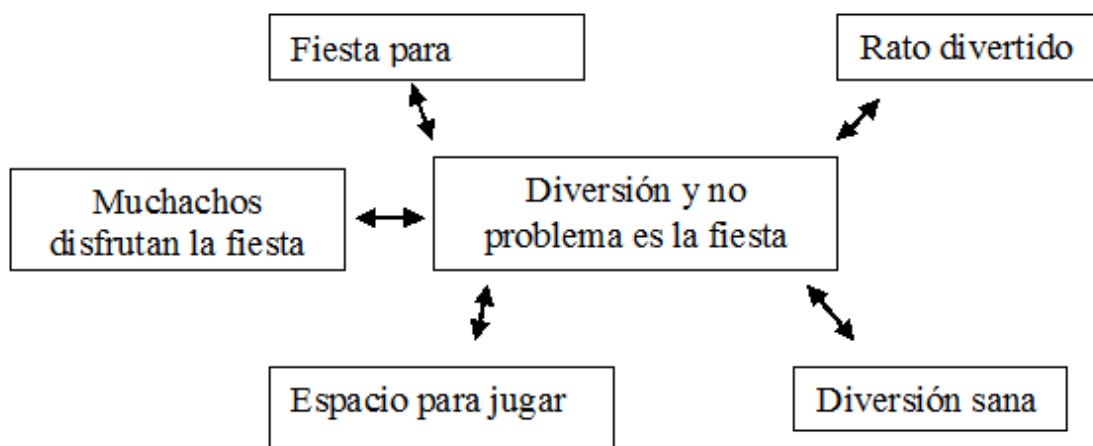 Fiesta para
Rato divertido
Muchachos
disfrutan la fiesta
Diversión y no
problema es la fiesta
Espacio para jugar
Diversión sana